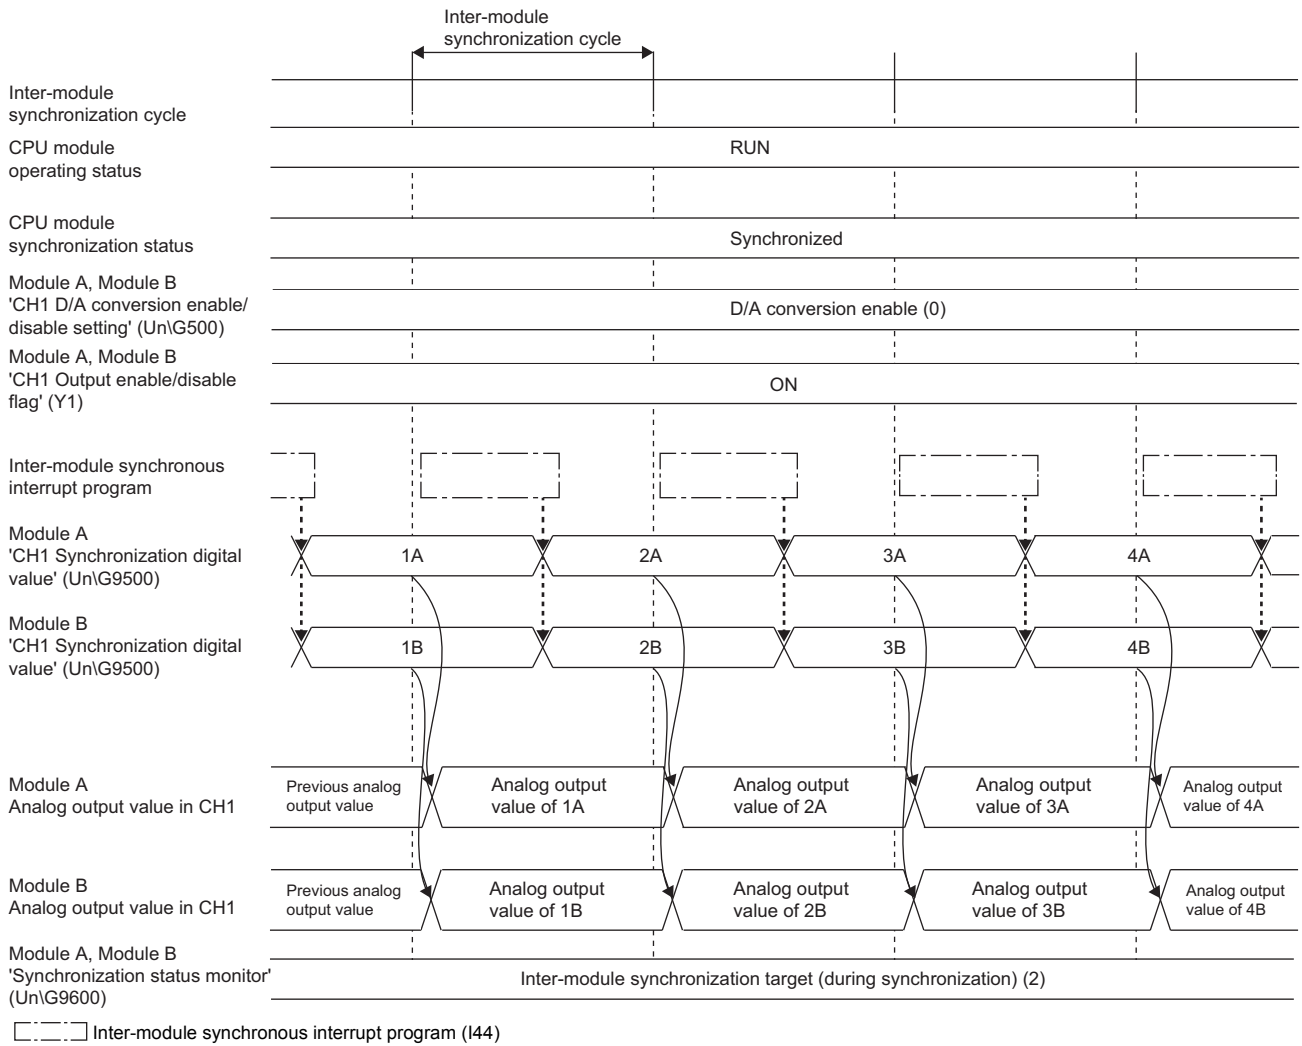 Inter-module
synchronization cycle
Inter-module
synchronization cycle
CPU module
operating status
RUN
CPU module
synchronization status
Synchronized
Module A, Module B
'CH1 D/A conversion enable/
disable setting' (Un\G500)
D/A conversion enable (0)
Module A, Module B
'CH1 Output enable/disable
flag' (Y1)
ON
Inter-module synchronous
interrupt program
Module A
'CH1 Synchronization digital
value' (Un\G9500)
1A
2A
3A
4A
Module B
'CH1 Synchronization digital
value' (Un\G9500)
1B
2B
3B
4B
Module A
Analog output value in CH1
Previous analog
output value
Analog output
value of 1A
Analog output
value of 2A
Analog output
value of 3A
Analog output
value of 4A
Module B
Analog output value in CH1
Previous analog
output value
Analog output
value of 1B
Analog output
value of 2B
Analog output
value of 3B
Analog output
value of 4B
Module A, Module B
'Synchronization status monitor'
(Un\G9600)
Inter-module synchronization target (during synchronization) (2)
Inter-module synchronous interrupt program (I44)